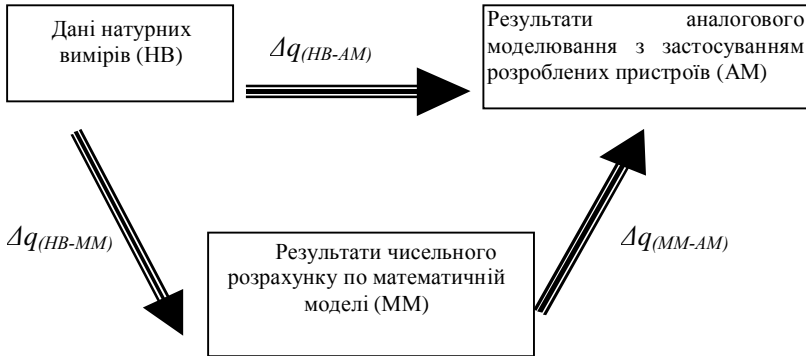 Дані натурних
вимірів (НВ)
Δq(НВ-АМ)
Результати аналогового
моделювання з застосуванням
розроблених пристроїв (АМ)
Δq(НВ-ММ)
Результати чисельного
розрахунку по математичній
моделі (ММ)
Δq(ММ-АМ)